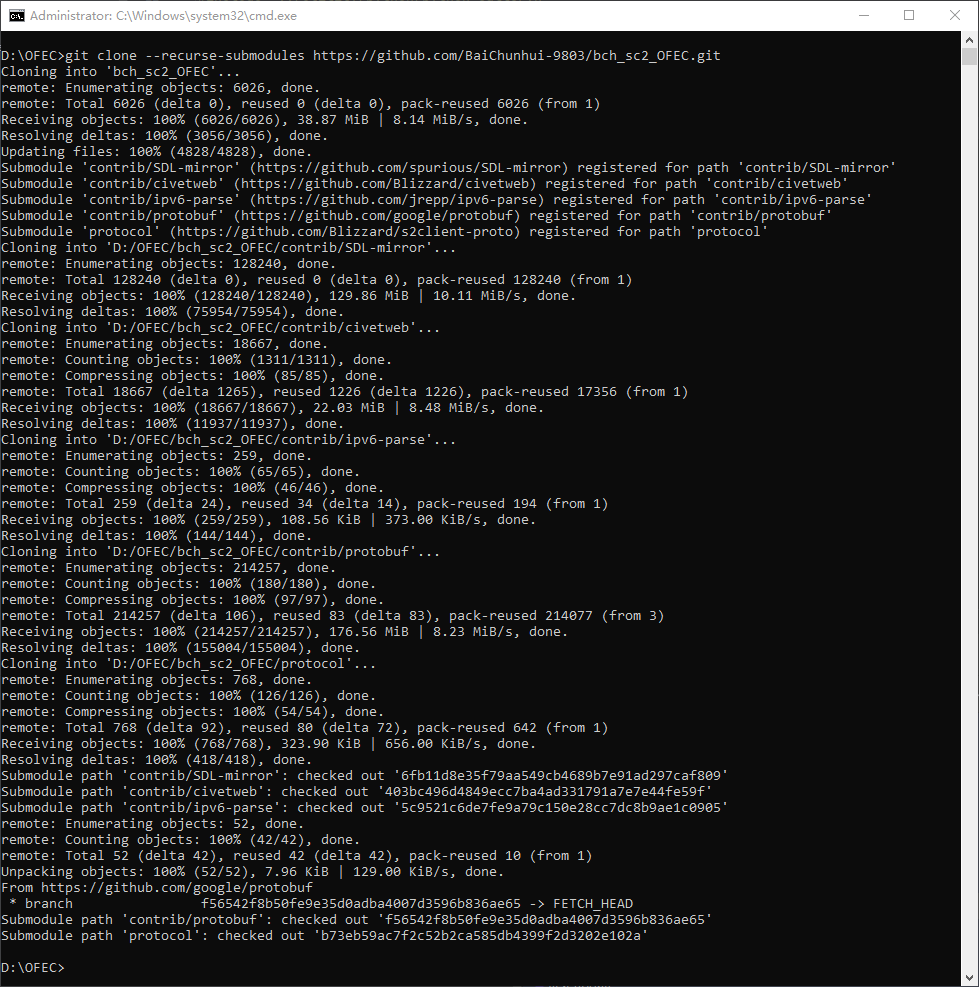 Administrator: C:\Windows\system32\cmd.exe
D:\OFEC>git clone --recurse-submodules https://github.com/BaiChunhui-9803/bch_sc2_OFEC.git
Cloning into 'bch_sc2_OFEC'...
remote: Enumerating objects: 6026, done.
remote: Total 6026 (delta 0), reused 0 (delta 0), pack-reused 6026 (from 1)
Receiving objects: 100% (6026/6026), 38.87 MiB | 8.14 MiB/s, done.
Resolving deltas: 100% (3056/3056), done.
Updating files: 100% (4828/4828), done.
Submodule 'contrib/SDL-mirror' (https://github.com/spurious/SDL-mirror) registered for path 'contrib/SDL-mirror'
Submodule 'contrib/civetweb' (https://github.com/Blizzard/civetweb) registered for path 'contrib/civetweb'
Submodule 'contrib/ipv6-parse' (https://github.com/jrepp/ipv6-parse) registered for path 'contrib/ipv6-parse'
Submodule 'contrib/protobuf' (https://github.com/google/protobuf) registered for path 'contrib/protobuf'
Submodule 'protocol' (https://github.com/Blizzard/s2client-proto) registered for path 'protocol'
Cloning into 'D:/OFEC/bch_sc2_OFEC/contrib/SDL-mirror'...
remote: Enumerating objects: 128240, done.
remote: Total 128240 (delta 0), reused 0 (delta 0), pack-reused 128240 (from 1)
Receiving objects: 100% (128240/128240), 129.86 MiB | 10.11 MiB/s, done.
Resolving deltas: 100% (75954/75954), done.
Cloning into 'D:/OFEC/bch_sc2_OFEC/contrib/civetweb'...
remote: Enumerating objects: 18667, done.
remote: Counting objects: 100% (1311/1311), done.
remote: Compressing objects: 100% (85/85), done.
remote: Total 18667 (delta 1265), reused 1226 (delta 1226), pack-reused 17356 (from 1)
Receiving objects: 100% (18667/18667), 22.03 MiB | 8.48 MiB/s, done.
Resolving deltas: 100% (11937/11937), done.
Cloning into 'D:/OFEC/bch_sc2_OFEC/contrib/ipv6-parse'...
remote: Enumerating objects: 259, done.
remote: Counting objects: 100% (65/65), done.
remote: Compressing objects: 100% (46/46), done.
remote: Total 259 (delta 24), reused 34 (delta 14), pack-reused 194 (from 1)
Receiving objects: 100% (259/259), 108.56 KiB | 373.00 KiB/s, done.
Resolving deltas: 100% (144/144), done.
Cloning into 'D:/OFEC/bch_sc2_OFEC/contrib/protobuf'...
remote: Enumerating objects: 214257, done.
remote: Counting objects: 100% (180/180), done.
remote: Compressing objects: 100% (97/97), done.
remote: Total 214257 (delta 106), reused 83 (delta 83), pack-reused 214077 (from 3)
Receiving objects: 100% (214257/214257), 176.56 MiB | 8.23 MiB/s, done.
Resolving deltas: 100% (155004/155004), done.
Cloning into 'D:/OFEC/bch_sc2_OFEC/protocol'...
remote: Enumerating objects: 768, done.
remote: Counting objects: 100% (126/126), done.
remote: Compressing objects: 100% (54/54), done.
remote: Total 768 (delta 92), reused 80 (delta 72), pack-reused 642 (from 1)
Receiving objects: 100% (768/768), 323.90 KiB | 656.00 KiB/s, done.
Resolving deltas: 100% (418/418), done.
Submodule path 'contrib/SDL-mirror': checked out '6fb11d8e35f79aa549cb4689b7e91ad297caf809'
Submodule path 'contrib/civetweb': checked out '403bc496d4849ecc7ba4ad331791a7e7e44fe59f'
Submodule path 'contrib/ipv6-parse': checked out '5c9521c6de7fe9a79c150e28cc7dc8b9ae1c0905'
remote: Enumerating objects: 52, done.
remote: Counting objects: 100% (42/42), done.
remote: Total 52 (delta 42), reused 42 (delta 42), pack-reused 10 (from 1)
Unpacking objects: 100% (52/52), 7.96 KiB | 129.00 KiB/s, done.
From https://github.com/google/protobuf
 * branch                f56542f8b50fe9e35d0adba4007d3596b836ae65 -> FETCH_HEAD
Submodule path 'contrib/protobuf': checked out 'f56542f8b50fe9e35d0adba4007d3596b836ae65'
Submodule path 'protocol': checked out 'b73eb59ac7f2c52b2ca585db4399f2d3202e102a'
D:\OFEC>